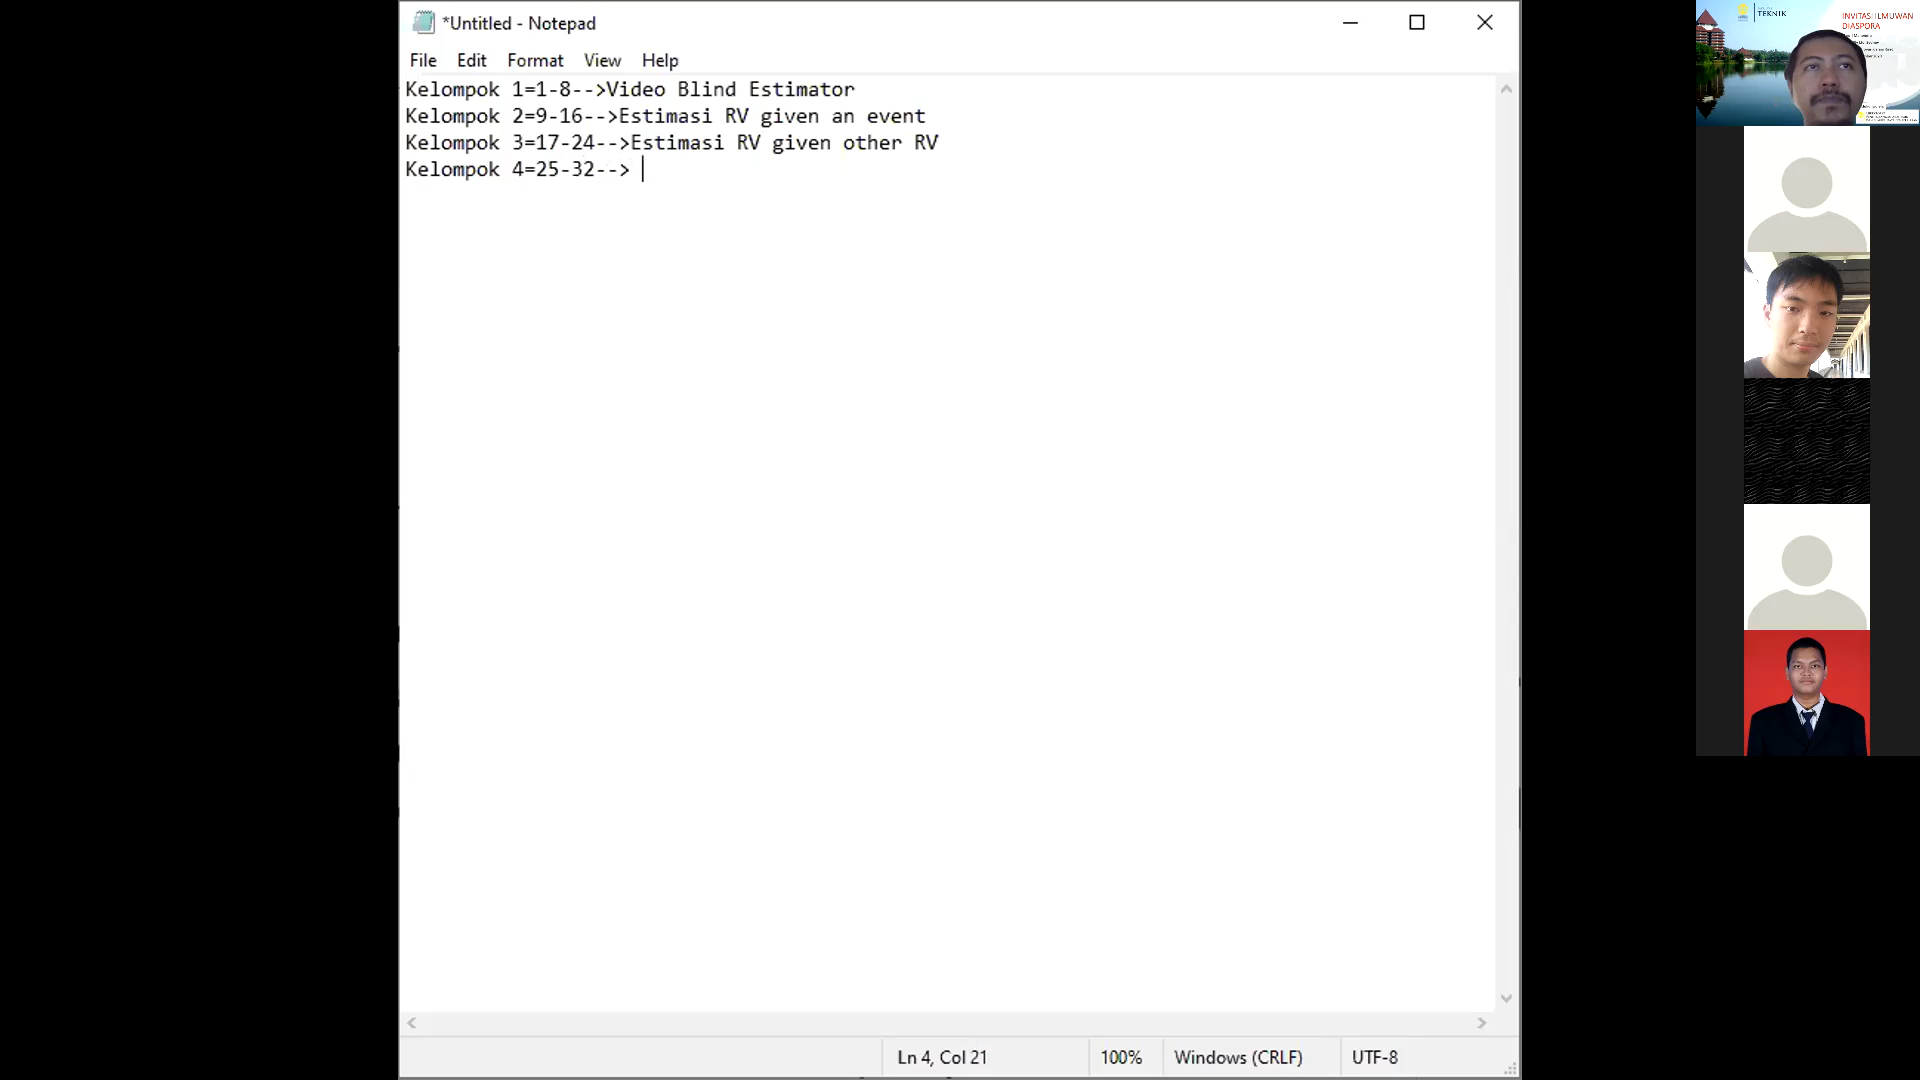 *Untitled - Notepad
File Edit Format View Help
Kelompok 1=1-8-->Video Blind Estimator
Kelompok 2=9-16-->Estimasi RV given an event
Kelompok 3=17-24-->Estimasi RV given other RV
Kelompok 4=25-32-->
Ln 4, Col 21
100%
Windows (CRLF)
UTF-8
TEKNIK
INVITASI ILMUWAN
DIASPORA